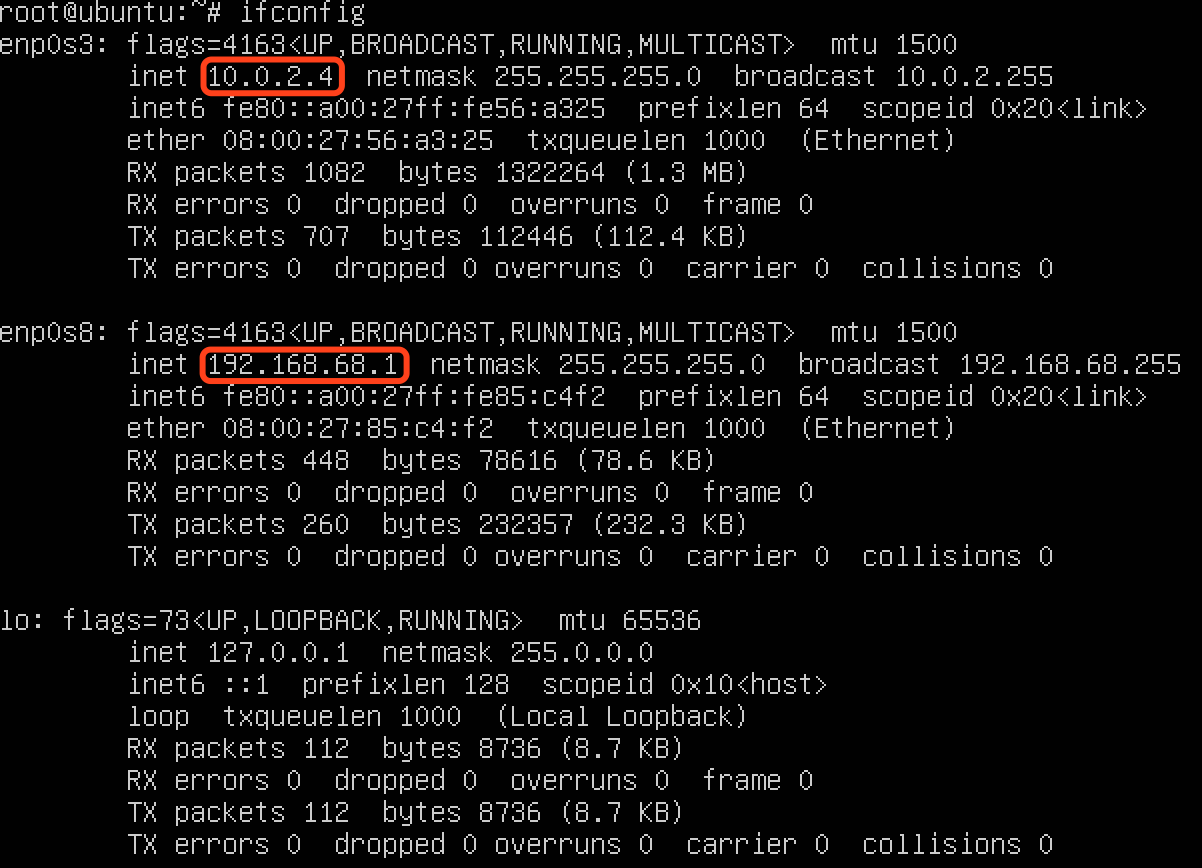 root@ubuntu:~# ifconfig
enp0s3: flags=4163<UP,BROADCAST,RUNNING,MULTICAST>  mtu 1500
        inet 10.0.2.4  netmask 255.255.255.0  broadcast 10.0.2.255
        inet6 fe80::a00:27ff:fe56:a325  prefixlen 64  scopeid 0x20<link>
        ether 08:00:27:56:a3:25  txqueuelen 1000  (Ethernet)
        RX packets 1082  bytes 1322264 (1.3 MB)
        RX errors 0  dropped 0  overruns 0  frame 0
        TX packets 707  bytes 112446 (112.4 KB)
        TX errors 0  dropped 0 overruns 0  carrier 0  collisions 0

enp0s8: flags=4163<UP,BROADCAST,RUNNING,MULTICAST>  mtu 1500
        inet 192.168.68.1  netmask 255.255.255.0  broadcast 192.168.68.255
        inet6 fe80::a00:27ff:fe85:c4f2  prefixlen 64  scopeid 0x20<link>
        ether 08:00:27:85:c4:f2  txqueuelen 1000  (Ethernet)
        RX packets 448  bytes 78616 (78.6 KB)
        RX errors 0  dropped 0  overruns 0  frame 0
        TX packets 260  bytes 232357 (232.3 KB)
        TX errors 0  dropped 0 overruns 0  carrier 0  collisions 0

lo: flags=73<UP,LOOPBACK,RUNNING>  mtu 65536
        inet 127.0.0.1  netmask 255.0.0.0
        inet6 ::1  prefixlen 128  scopeid 0x10<host>
        loop  txqueuelen 1000  (Local Loopback)
        RX packets 112  bytes 8736 (8.7 KB)
        RX errors 0  dropped 0  overruns 0  frame 0
        TX packets 112  bytes 8736 (8.7 KB)
        TX errors 0  dropped 0 overruns 0  carrier 0  collisions 0